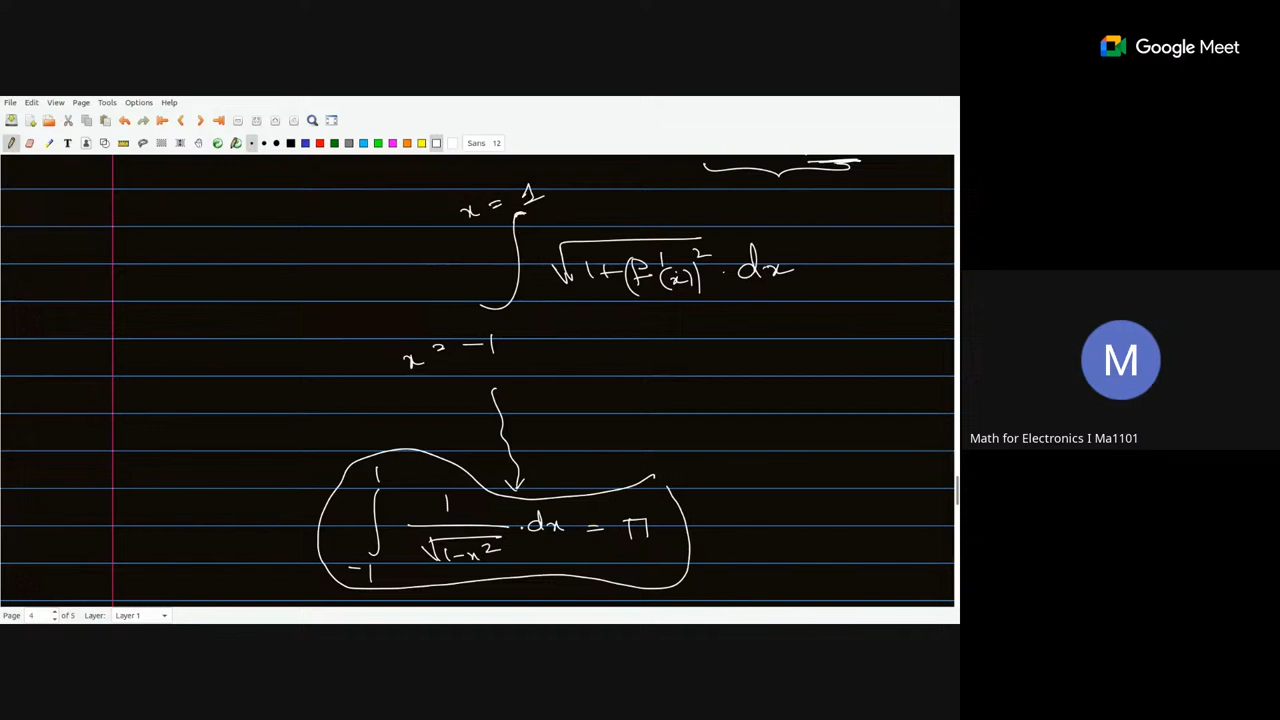 Google Meet
File Edit View Page Tools Options Help
Sans 12
x = 1
∫ √1+(f'(x))² · dx
x = -1
1
∫ 1/√1-x² · dx = π
-1
M
Math for Electronics I Ma1101
Page 4 of 5 Layer: Layer 1